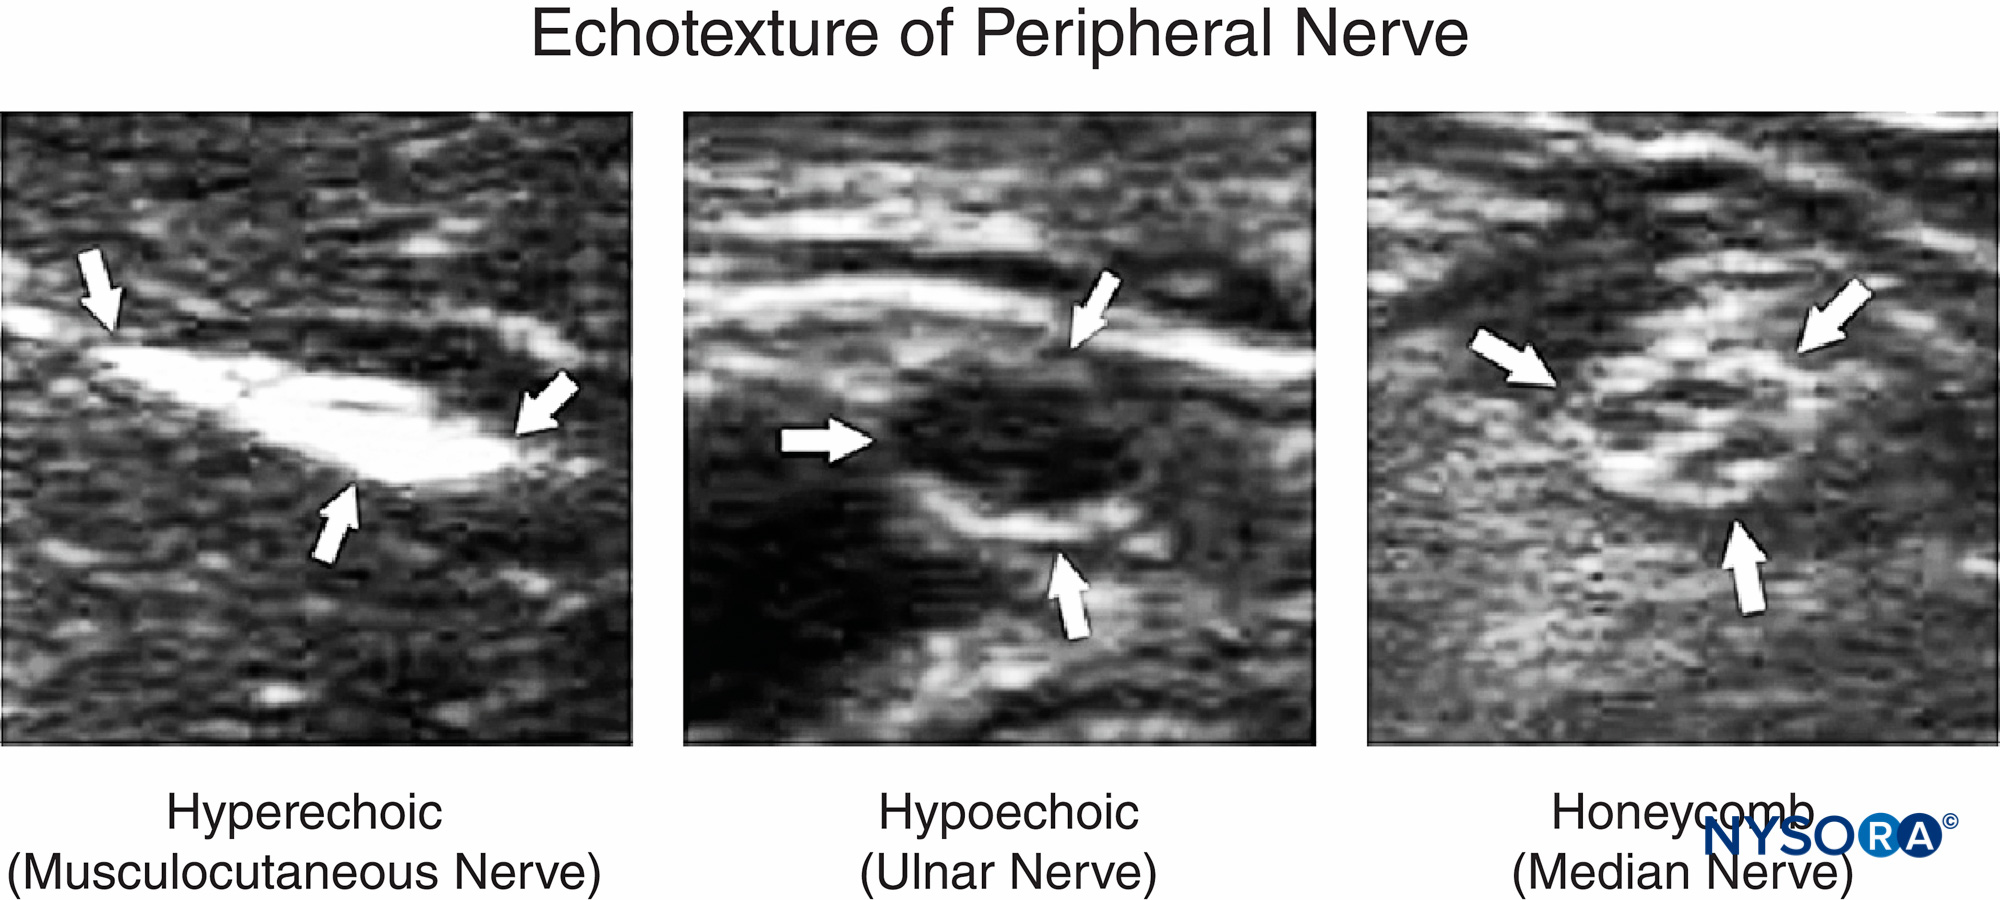 Echotexture of Peripheral Nerve
Hyperechoic
(Musculocutaneous Nerve)
Hypoechoic
(Ulnar Nerve)
Honeycomb
(Median Nerve)
NYSORA©